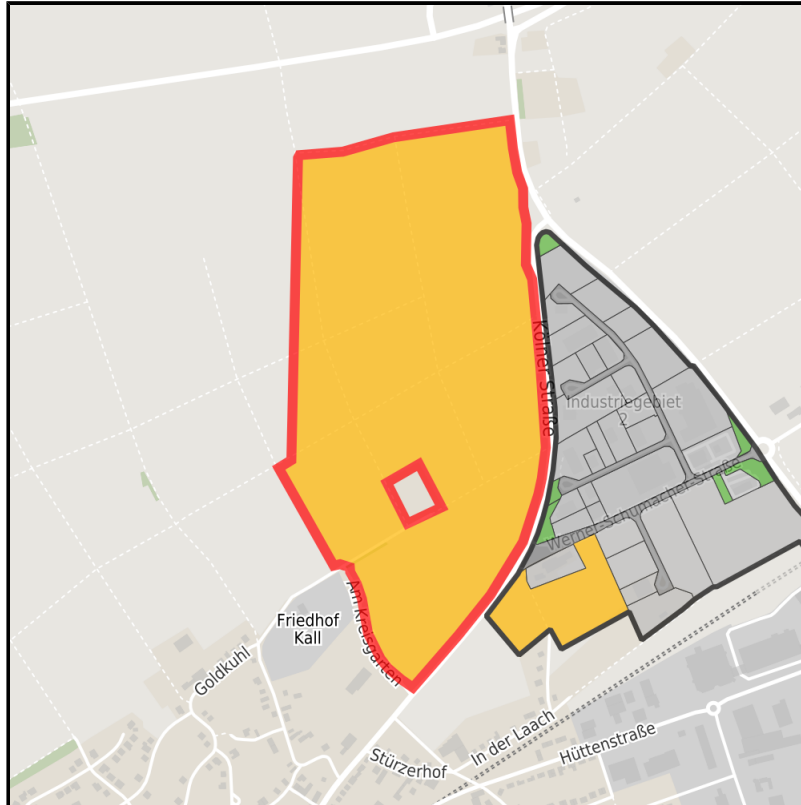 Kölner Straße
Industriegebiet
2
Werner-Schumacher-Straße
Am Kreisgarten
Friedhof
Kall
Goldkuhl
Stürzerhof
In der Laach
Hüttenstraße